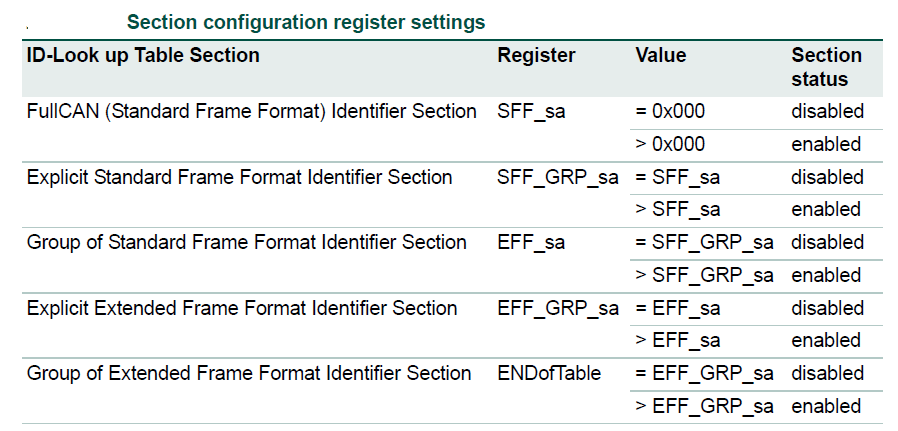 . Section configuration register settings
ID-Look up Table Section Register Value Section
status
FullCAN (Standard Frame Format) Identifier Section SFF_sa = 0x000 disabled
> 0x000 enabled
Explicit Standard Frame Format Identifier Section SFF_GRP_sa = SFF_sa disabled
> SFF_sa enabled
Group of Standard Frame Format Identifier Section EFF_sa = SFF_GRP_sa disabled
> SFF_GRP_sa enabled
Explicit Extended Frame Format Identifier Section EFF_GRP_sa = EFF_sa disabled
> EFF_sa enabled
Group of Extended Frame Format Identifier Section ENDofTable = EFF_GRP_sa disabled
> EFF_GRP_sa enabled